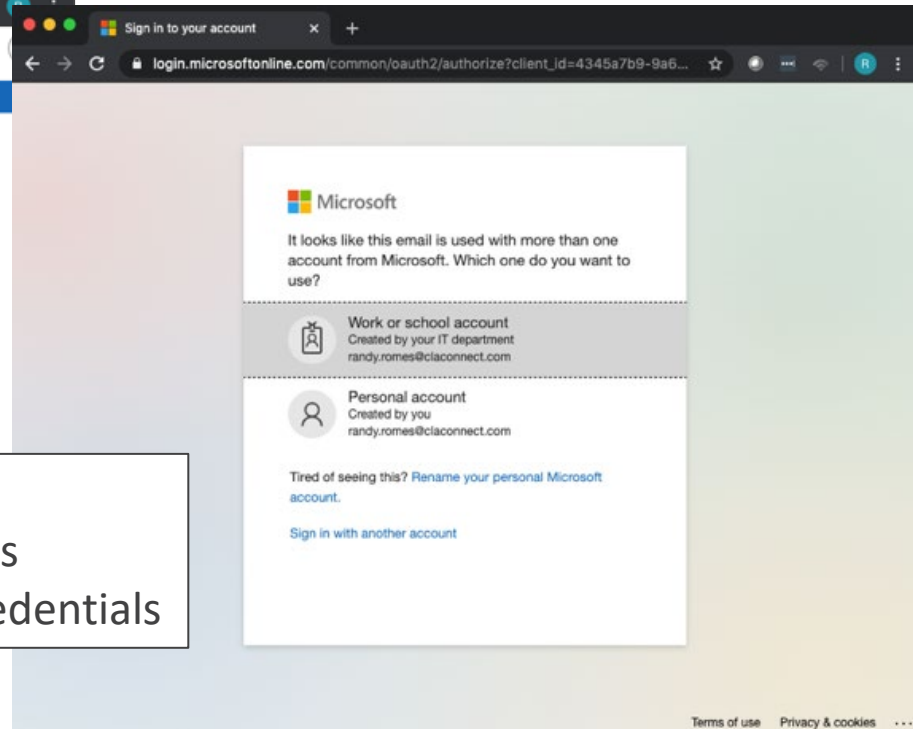 Sign in to your account
login.microsoftonline.com/common/oauth2/authorize?client_id=4345a7b9-9a6...
R
Microsoft
It looks like this email is used with more than one
account from Microsoft. Which one do you want to
use?
Work or school account
Created by your IT department
randy.romes@claconnect.com
Personal account
Created by you
randy.romes@claconnect.com
Tired of seeing this? Rename your personal Microsoft
account.
Sign in with another account
s
edentials
Terms of use Privacy & cookies ...